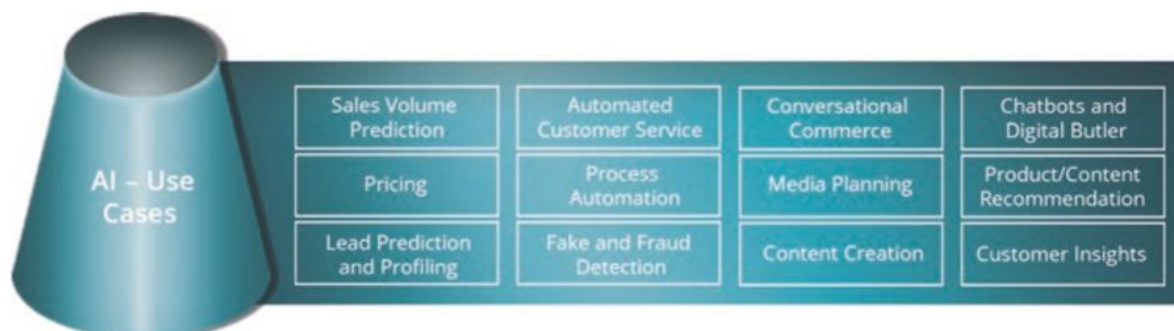 AI – Use
Cases
Sales Volume
Prediction
Automated
Customer Service
Conversational
Commerce
Chatbots and
Digital Butler
Pricing
Process
Automation
Media Planning
Product/Content
Recommendation
Lead Prediction
and Profiling
Fake and Fraud
Detection
Content Creation
Customer Insights